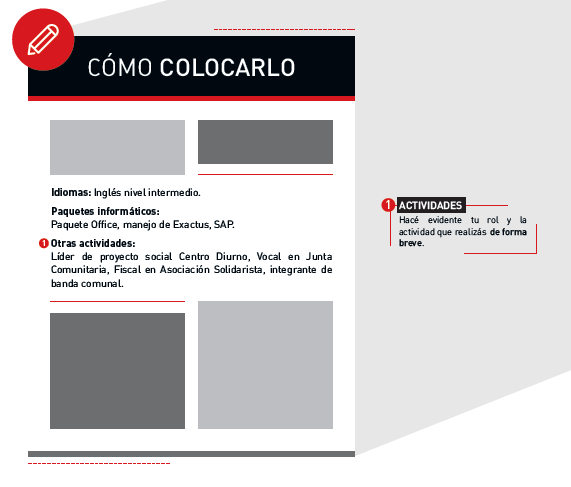 CÓMO COLOCARLO
Idiomas: Inglés nivel intermedio.
Paquetes informáticos:
Paquete Office, manejo de Exactus, SAP.
1 Otras actividades:
Líder de proyecto social Centro Diurno, Vocal en Junta
Comunitaria, Fiscal en Asociación Solidarista, integrante de
banda comunal.
1 ACTIVIDADES
Hacé evidente tu rol y la
actividad que realizás de forma
breve.